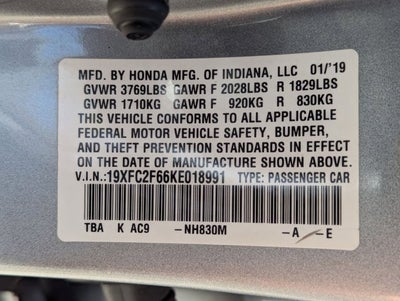 MFD. BY HONDA MFG. OF INDIANA, LLC 01/'19
GVWR 3769LBS GAWR F 2028LBS R 1829LBS
GVWR 1710KG GAWR F 920KG R 830KG
THIS VEHICLE CONFORMS TO ALL APPLICABLE
FEDERAL MOTOR VEHICLE SAFETY, BUMPER,
AND THEFT PREVENTION STANDARDS IN EFFECT
ON THE DATE OF MANUFACTURE SHOWN ABOVE.
V.I.N.:19XFC2F66KE018991 TYPE: PASSENGER CAR
TBA K AC9 -NH830M -A -E